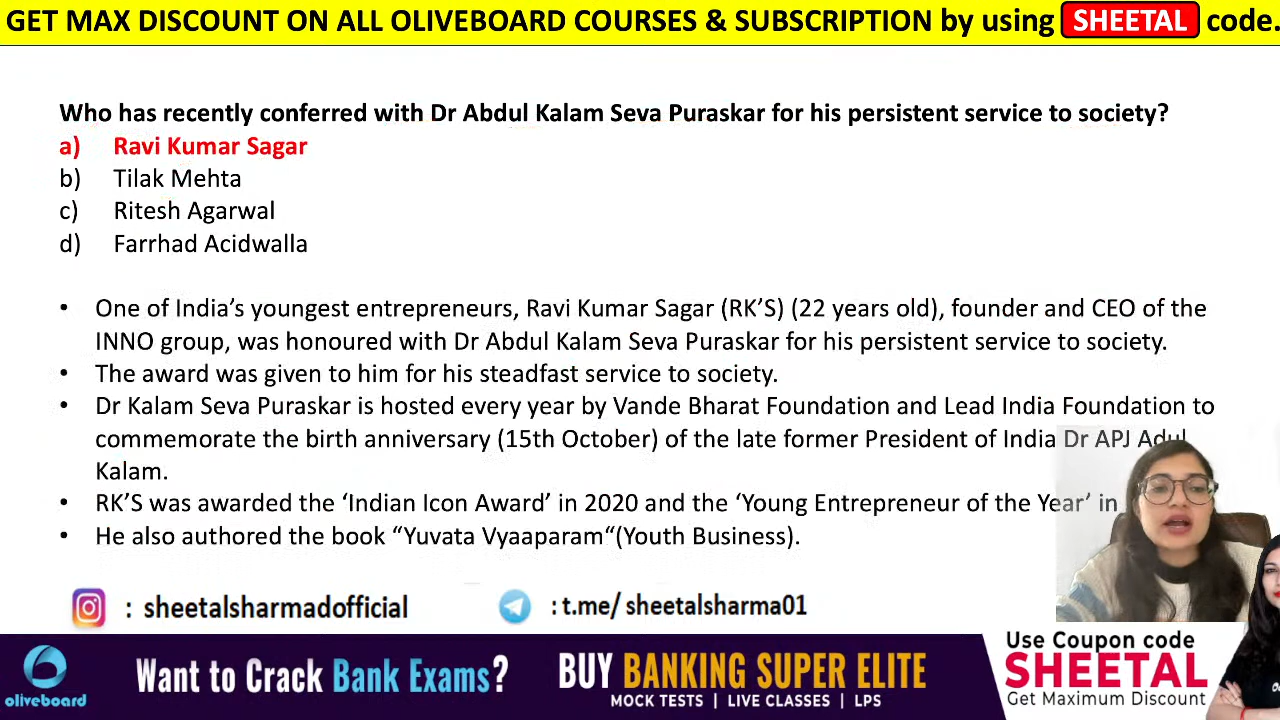 GET MAX DISCOUNT ON ALL OLIVEBOARD COURSES & SUBSCRIPTION by using SHEETAL code.
Who has recently conferred with Dr Abdul Kalam Seva Puraskar for his persistent service to society?
a) Ravi Kumar Sagar
b) Tilak Mehta
c) Ritesh Agarwal
d) Farrhad Acidwalla
• One of India’s youngest entrepreneurs, Ravi Kumar Sagar (RK’S) (22 years old), founder and CEO of the
INNO group, was honoured with Dr Abdul Kalam Seva Puraskar for his persistent service to society.
• The award was given to him for his steadfast service to society.
• Dr Kalam Seva Puraskar is hosted every year by Vande Bharat Foundation and Lead India Foundation to
commemorate the birth anniversary (15th October) of the late former President of India Dr APJ Adul
Kalam.
• RK’S was awarded the ‘Indian Icon Award’ in 2020 and the ‘Young Entrepreneur of the Year’ in
• He also authored the book “Yuvata Vyaaparam“(Youth Business).
: sheetalsharmadofficial
: t.me/ sheetalsharma01
oliveboard
Want to Crack Bank Exams?
BUY BANKING SUPER ELITE
MOCK TESTS | LIVE CLASSES | LPS
Use Coupon code
SHEETAL
Get Maximum Discount